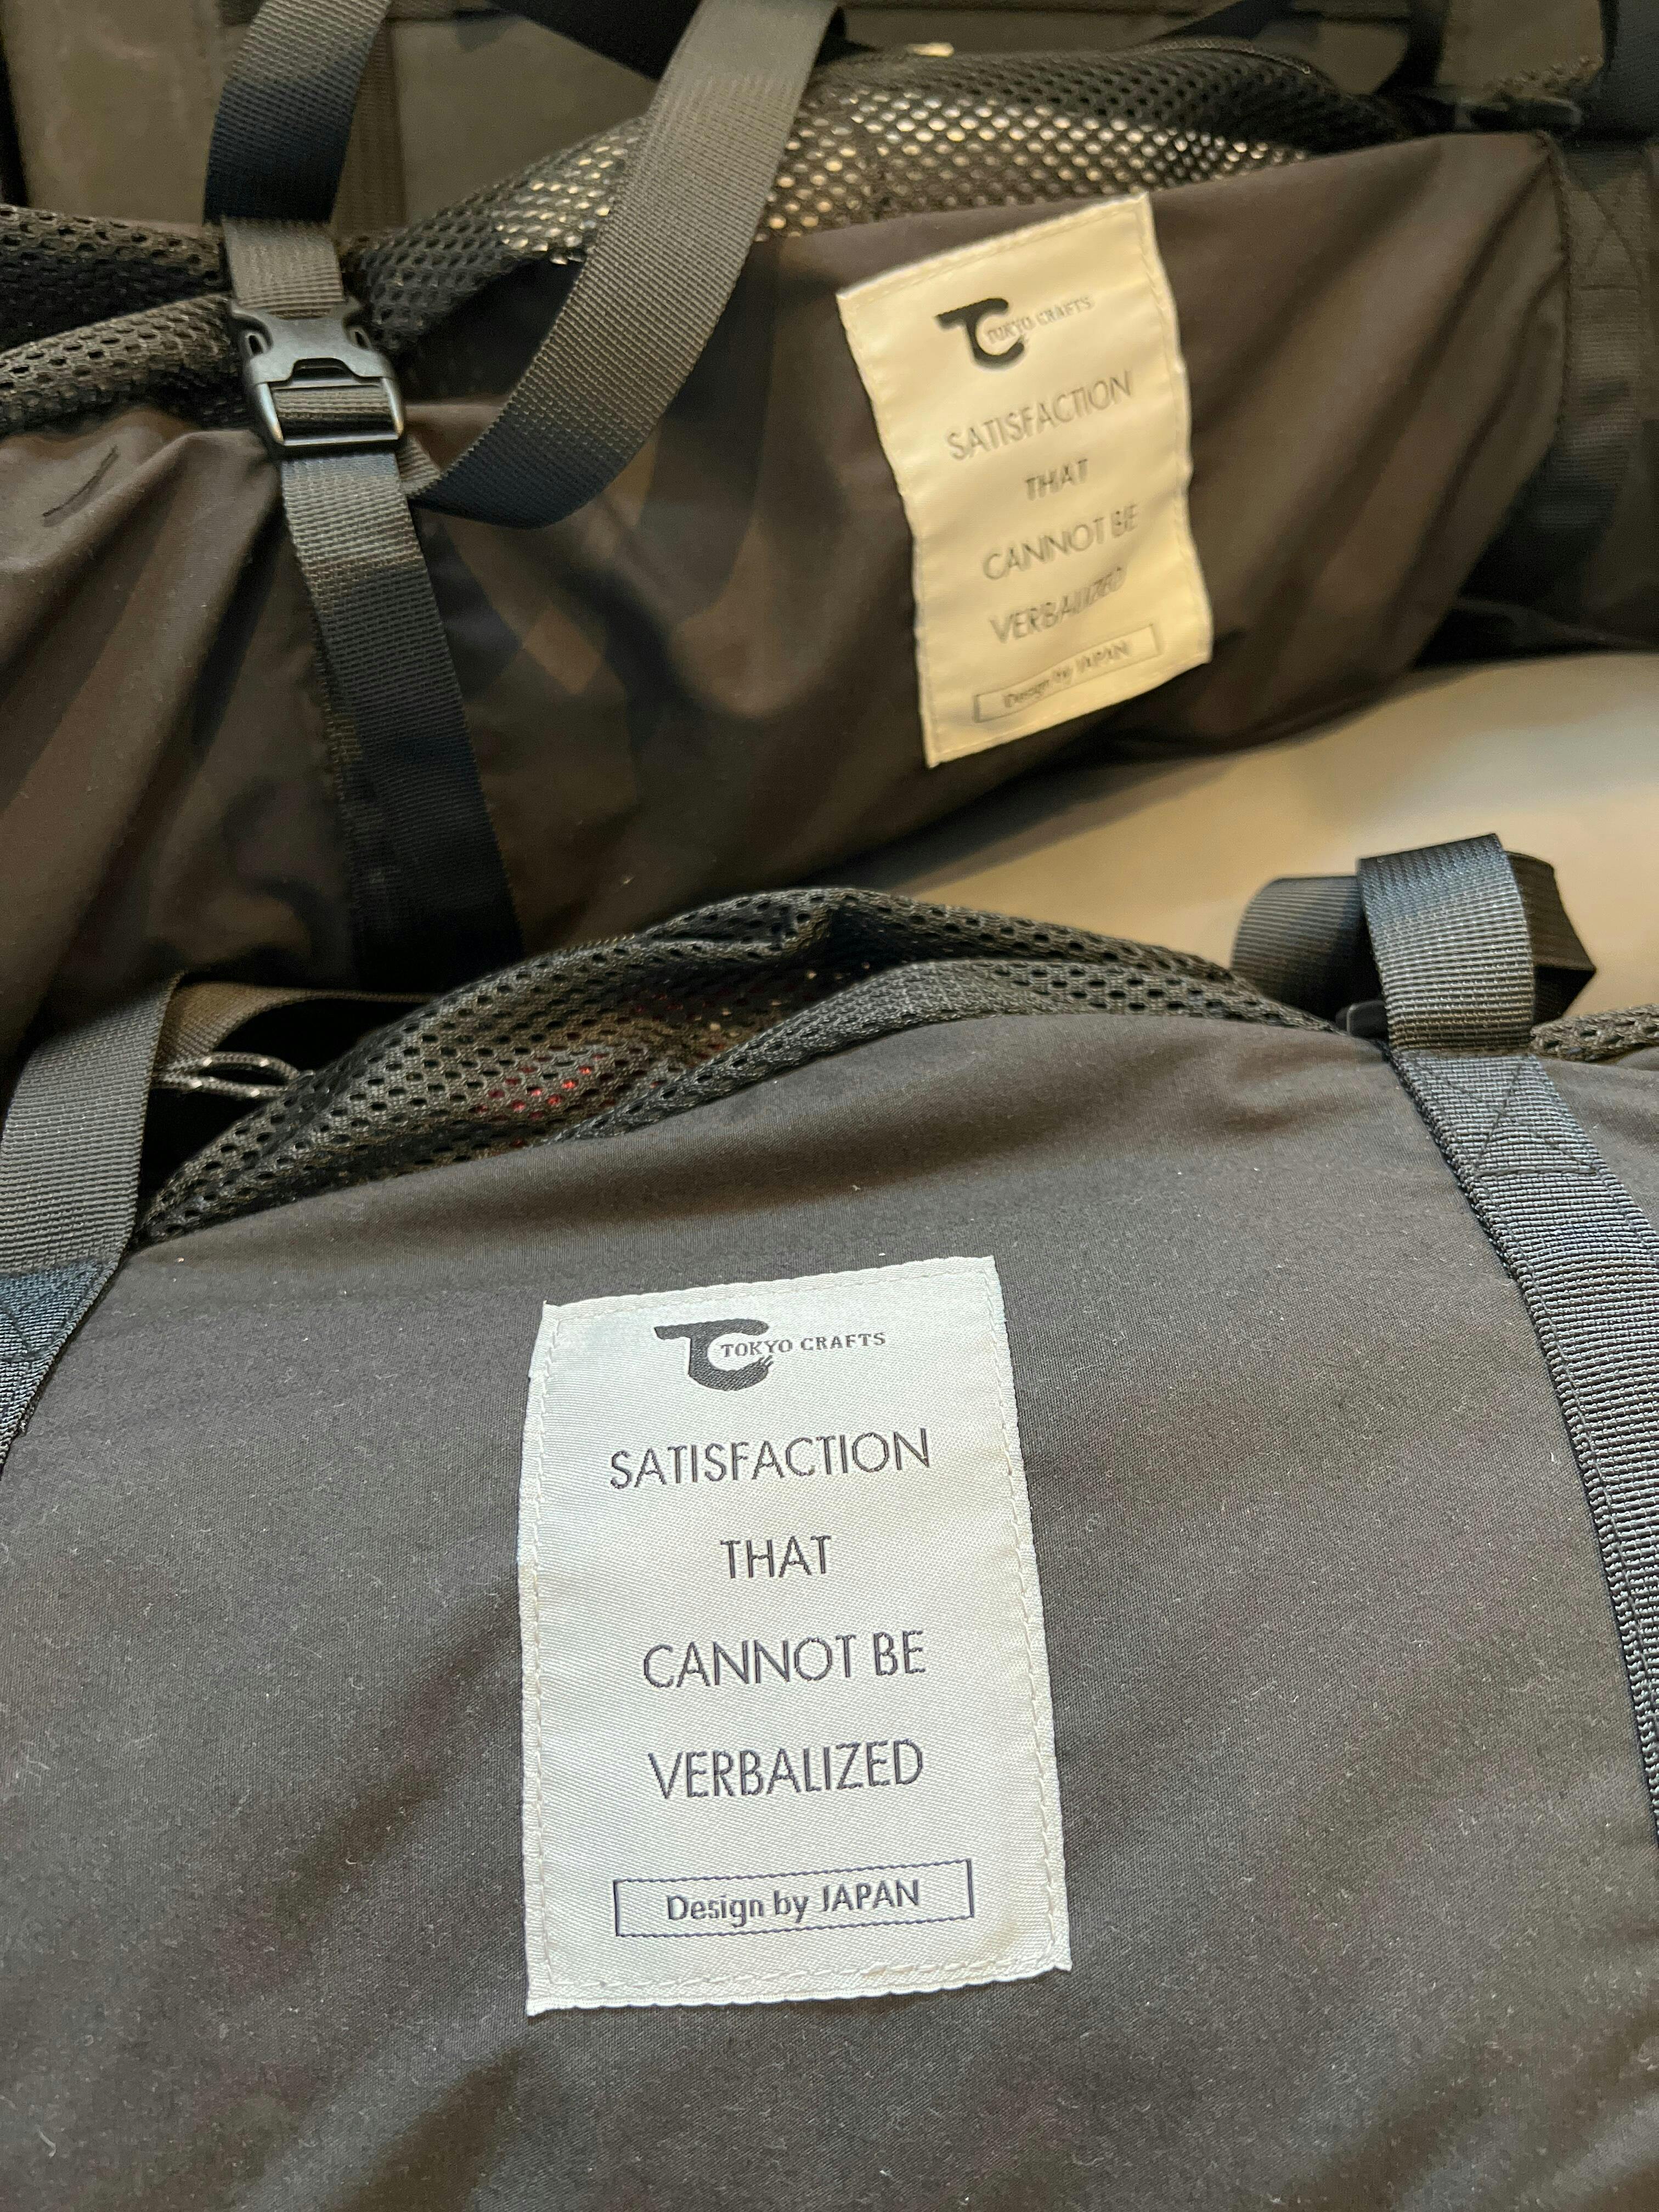 TOKYO CRAFTS
SATISFACTION
THAT
CANNOT BE
VERBALIZED
Design by JAPAN
TOKYO CRAFTS
SATISFACTION
THAT
CANNOT BE
VERBALIZED
Design by JAPAN